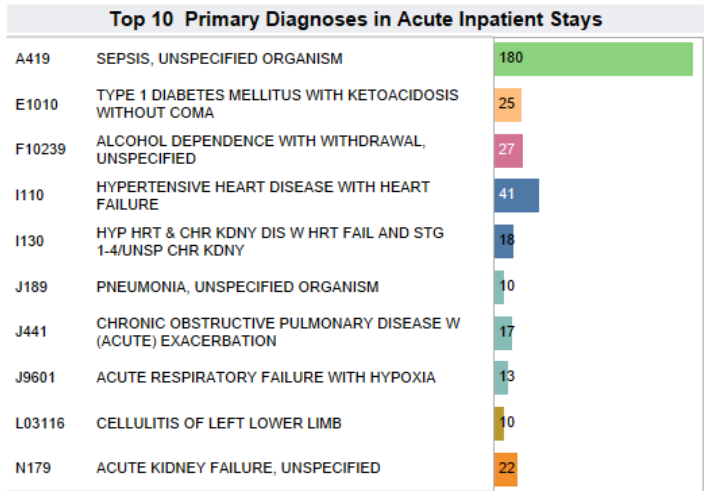 Top 10 Primary Diagnoses in Acute Inpatient Stays
A419 SEPSIS, UNSPECIFIED ORGANISM 180
E1010 TYPE 1 DIABETES MELLITUS WITH KETOACIDOSIS
WITHOUT COMA 25
F10239 ALCOHOL DEPENDENCE WITH WITHDRAWAL,
UNSPECIFIED 27
I110 HYPERTENSIVE HEART DISEASE WITH HEART
FAILURE 41
I130 HYP HRT & CHR KDNY DIS W HRT FAIL AND STG
1-4/UNSP CHR KDNY 18
J189 PNEUMONIA, UNSPECIFIED ORGANISM 10
J441 CHRONIC OBSTRUCTIVE PULMONARY DISEASE W
(ACUTE) EXACERBATION 17
J9601 ACUTE RESPIRATORY FAILURE WITH HYPOXIA 13
L03116 CELLULITIS OF LEFT LOWER LIMB 10
N179 ACUTE KIDNEY FAILURE, UNSPECIFIED 22